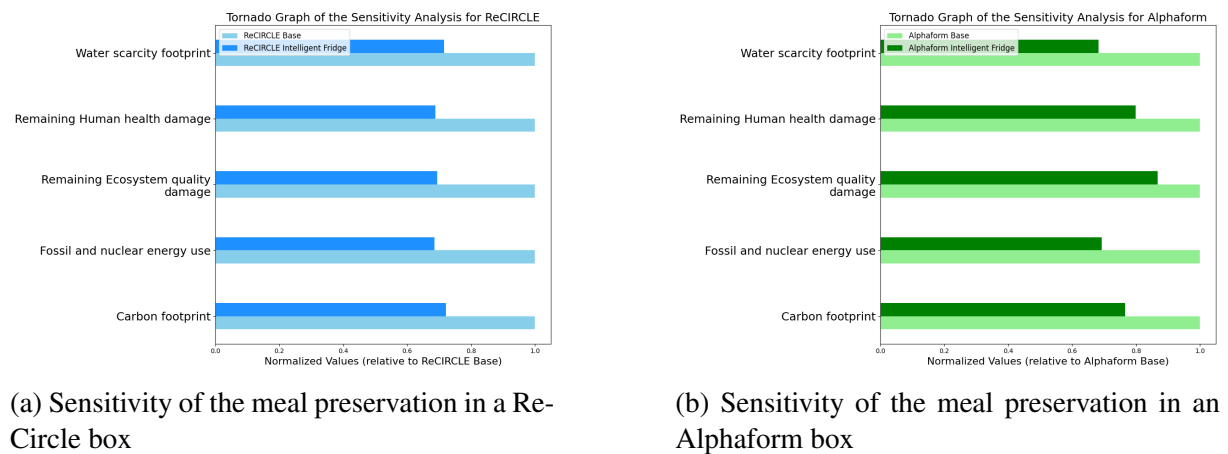 Tornado Graph of the Sensitivity Analysis for ReCIRCLE
ReCIRCLE Base
ReCIRCLE Intelligent Fridge
Water scarcity footprint
Remaining Human health damage
Remaining Ecosystem quality
damage
Fossil and nuclear energy use
Carbon footprint
0.0 0.2 0.4 0.6 0.8 1.0
Normalized Values (relative to ReCIRCLE Base)
(a) Sensitivity of the meal preservation in a Re-
Circle box
Tornado Graph of the Sensitivity Analysis for Alphaform
Alphaform Base
Alphaform Intelligent Fridge
Water scarcity footprint
Remaining Human health damage
Remaining Ecosystem quality
damage
Fossil and nuclear energy use
Carbon footprint
0.0 0.2 0.4 0.6 0.8 1.0
Normalized Values (relative to Alphaform Base)
(b) Sensitivity of the meal preservation in an
Alphaform box